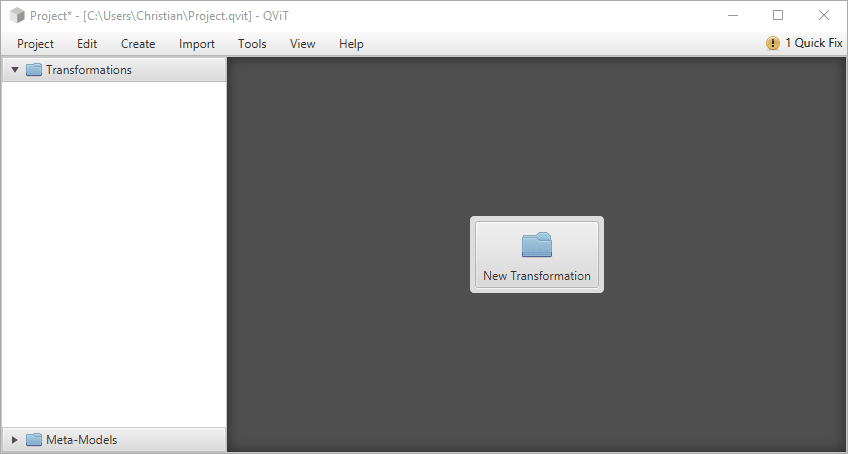 Project* - [C:\Users\Christian\Project.qvit] - QViT
Project Edit Create Import Tools View Help 1 Quick Fix
Transformations
New Transformation
Meta-Models